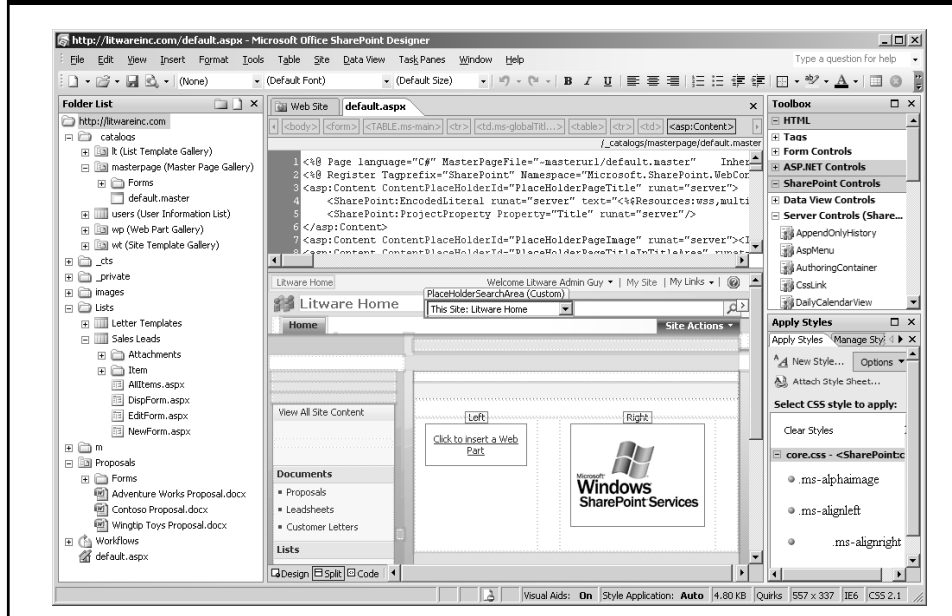 http://litwareinc.com/default.aspx - Microsoft Office SharePoint Designer
File Edit View Insert Format Tools Table Site Data View Task Panes Window Help
Type a question for help
(None)
(Default Font)
(Default Size)
B I U
Folder List
http://litwareinc.com
_catalogs
lt (List Template Gallery)
masterpage (Master Page Gallery)
Forms
default.master
users (User Information List)
wp (Web Part Gallery)
wt (Site Template Gallery)
_cts
_private
images
Lists
Letter Templates
Sales Leads
Attachments
Item
AllItems.aspx
DispForm.aspx
EditForm.aspx
NewForm.aspx
m
Proposals
Forms
Adventure Works Proposal.docx
Contoso Proposal.docx
Wingtip Toys Proposal.docx
Workflows
default.aspx
Web Site
default.aspx
<body> <form> <TABLE.ms-main> <tr> <td.ms-globalTitl...> <table> <tr> <td> <asp:Content>
/_catalogs/masterpage/default.master
1 <%@ Page language="C#" MasterPageFile="~masterurl/default.master" Inher
2 <%@ Register Tagprefix="SharePoint" Namespace="Microsoft.SharePoint.WebCon
3 <asp:Content ContentPlaceHolderId="PlaceHolderPageTitle" runat="server">
4 <SharePoint:EncodedLiteral runat="server" text="<%$Resources:wss,multi
5 <SharePoint:ProjectProperty Property="Title" runat="server"/>
6 </asp:Content>
7 <asp:Content ContentPlaceHolderId="PlaceHolderPageImage" runat="server"><I
8 <asp:Content ContentPlaceHolderId="PlaceHolderPageTitleInTitleArea" runat=
Litware Home
Welcome Litware Admin Guy
My Site
My Links
Litware Home
PlaceHolderSearchArea (Custom)
This Site: Litware Home
Home
Site Actions
View All Site Content
Documents
Proposals
Leadsheets
Customer Letters
Lists
Left
Click to insert a Web
Part
Right
Microsoft
Windows
SharePoint Services
Design Split Code
Toolbox
HTML
Tags
Form Controls
ASP.NET Controls
SharePoint Controls
Data View Controls
Server Controls (Share...
AppendOnlyHistory
AspMenu
AuthoringContainer
CssLink
DailyCalendarView
Apply Styles
Apply Styles
Manage Sty
New Style...
Options
Attach Style Sheet...
Select CSS style to apply:
Clear Styles
core.css - <SharePoint:c
.ms-alphaimage
.ms-alignleft
.ms-alignright
Visual Aids: On
Style Application: Auto
4.80 KB
Quirks
557 x 337
IE6
CSS 2.1